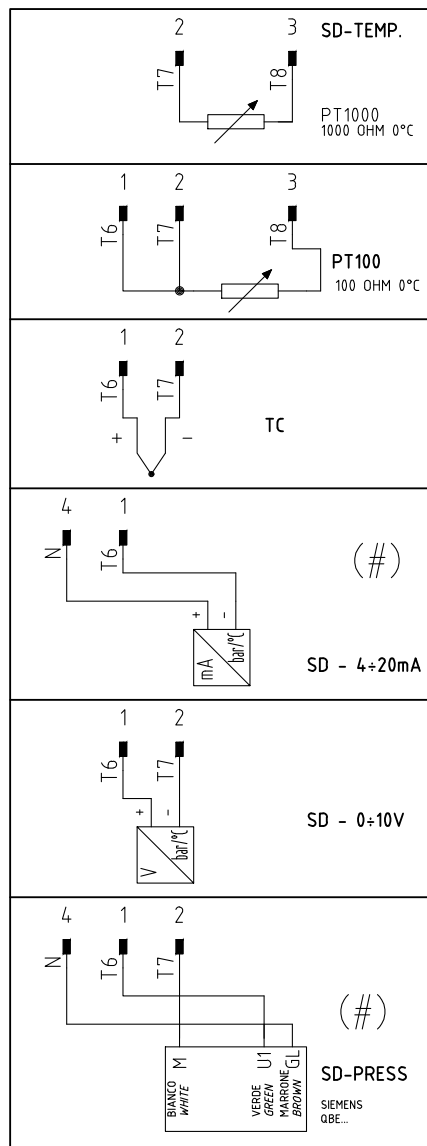 2 3 SD-TEMP.
T7 T8
PT1000
1000 OHM 0°C
1 2 3
T6 T7 T8
PT100
100 OHM 0°C
1 2
T6 T7
+ -
TC
4 1
N T6
(#)
+ -
mA bar/°C
SD - 4÷20mA
1 2
T6 T7
+ -
V bar/°C
SD - 0÷10V
4 1 2
N T6 T7
(#)
M U1 GL
BIANCO VERDE MARRONE
WHITE GREEN BROWN
SD-PRESS
SIEMENS
QBE...